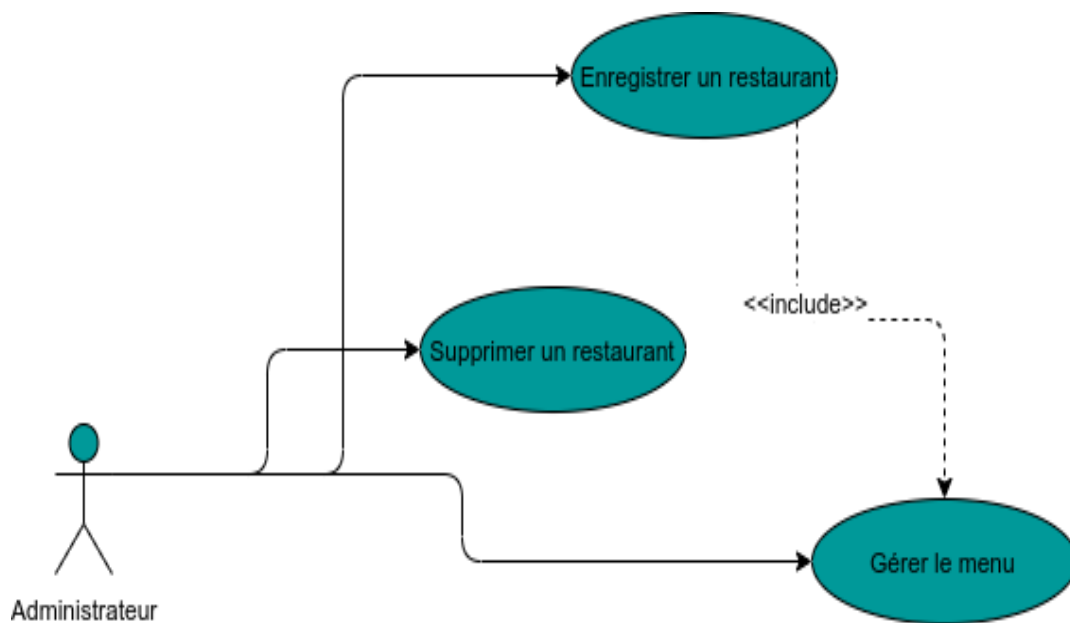 Enregistrer un restaurant
<<include>>
Supprimer un restaurant
Gérer le menu
Administrateur